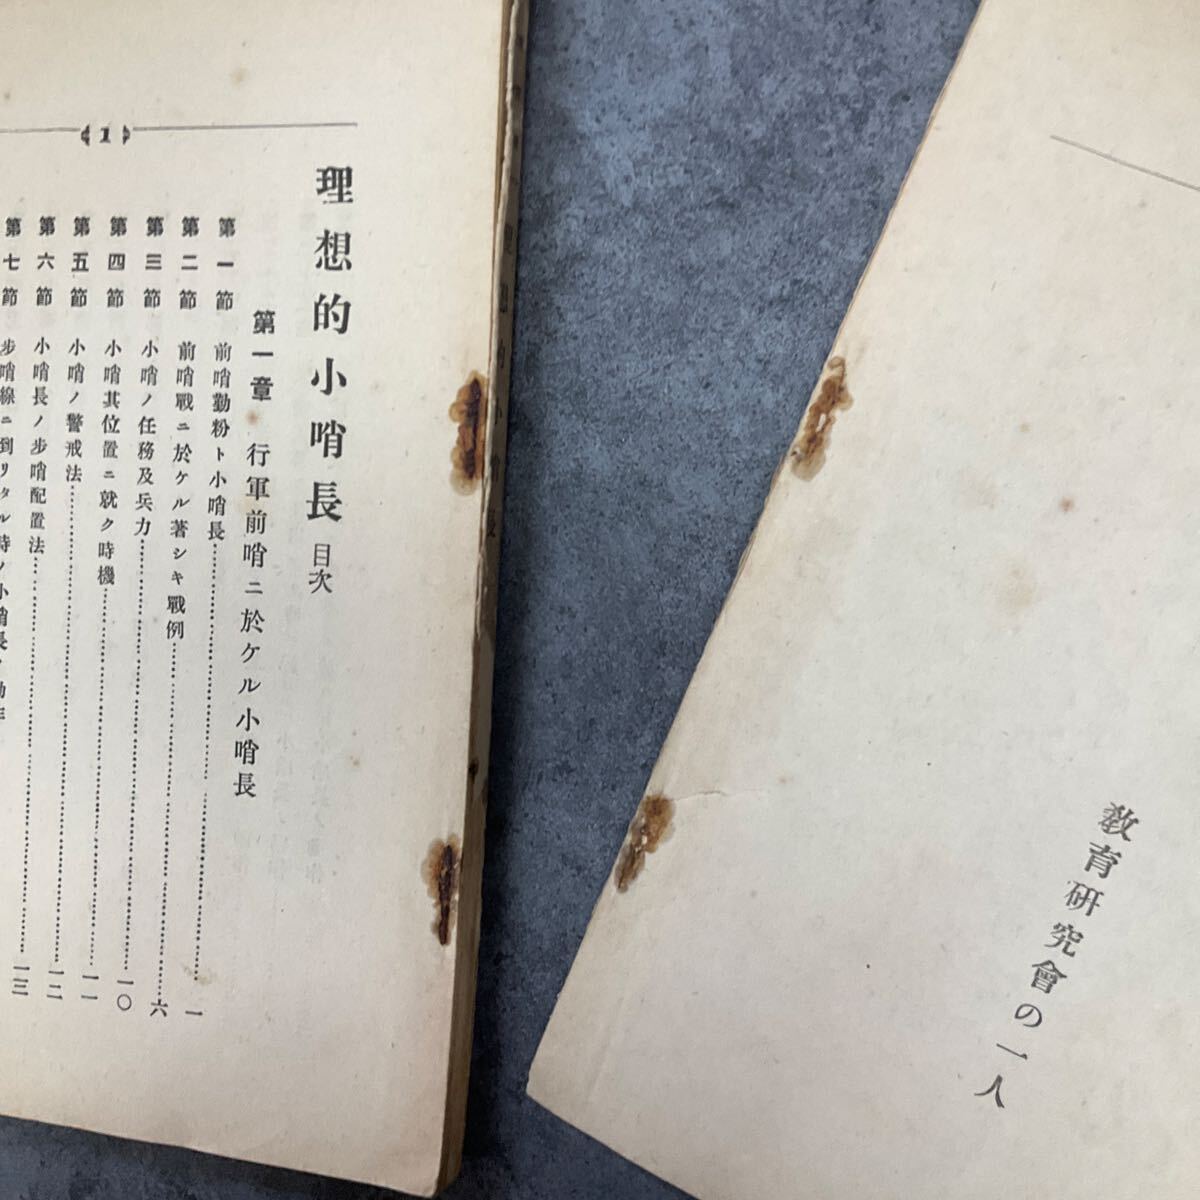 1
理想的小哨長 目次
第一章 行軍前哨ニ於ケル小哨長
第一節 前哨勤粉ト小哨長 一
第二節 前哨戰ニ於ケル著シキ戰例 六
第三節 小哨ノ任務及兵力 一〇
第四節 小哨其位置ニ就ク時機 一一
第五節 小哨ノ警戒法 一二
第六節 小哨長ノ步哨配置法 一三
第七節 步哨線ニ到リタル時ノ小哨長ノ動作
教育研究會の一人